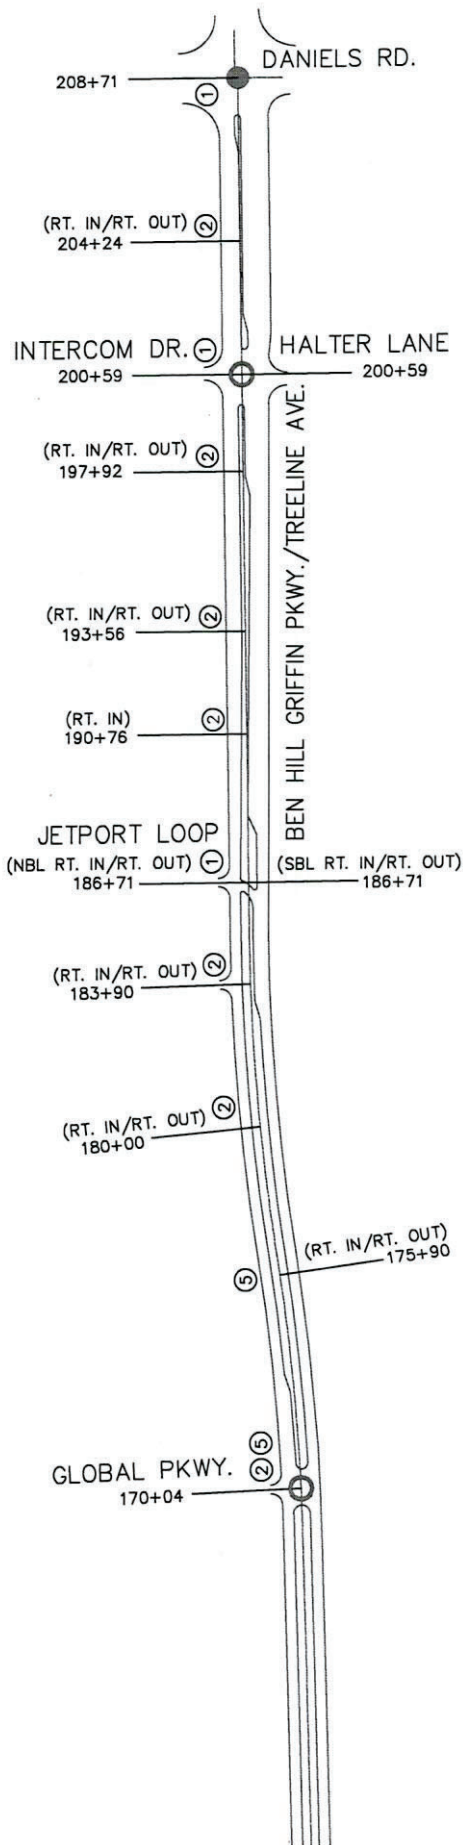 DANIELS RD.
208+71
①
(RT. IN/RT. OUT) ②
204+24
INTERCOM DR. ①
200+59
HALTER LANE
200+59
(RT. IN/RT. OUT) ②
197+92
BEN HILL GRIFFIN PKWY./TREELINE AVE.
(RT. IN/RT. OUT) ②
193+56
(RT. IN) ②
190+76
JETPORT LOOP
(NBL RT. IN/RT. OUT) ①
186+71
(SBL RT. IN/RT. OUT)
186+71
(RT. IN/RT. OUT) ②
183+90
(RT. IN/RT. OUT) ②
180+00
(RT. IN/RT. OUT)
175+90
⑤
GLOBAL PKWY. ② ⑤
170+04